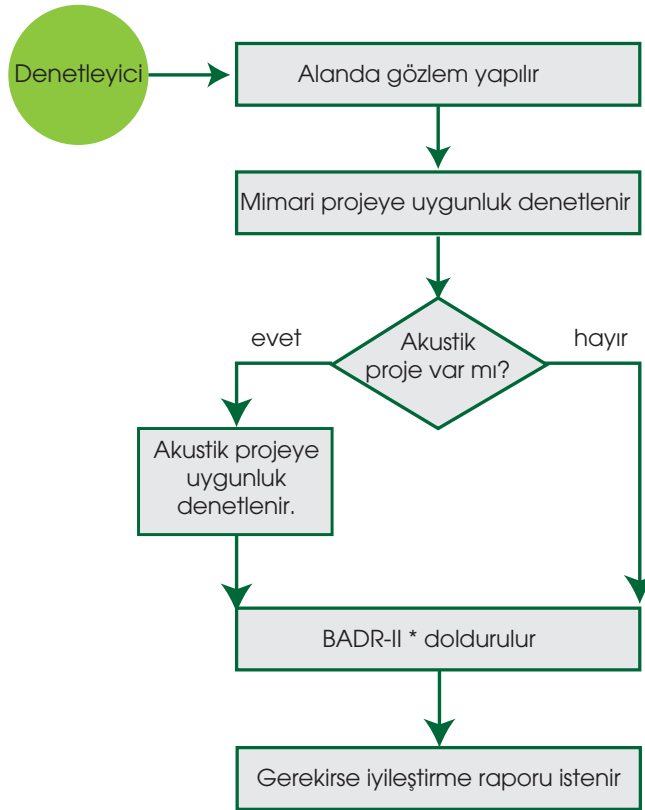 Denetleyici
Alanda gözlem yapılır
Mimari projeye uygunluk denetlenir
Akustik
proje var mı?
evet
hayır
Akustik projeye
uygunluk
denetlenir.
BADR-II * doldurulur
Gerekirse iyileştirme raporu istenir